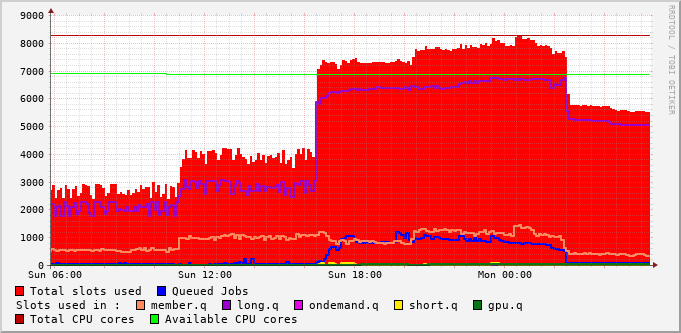 9000
8000
7000
6000
5000
4000
3000
2000
1000
0
Sun 06:00 Sun 12:00 Sun 18:00 Mon 00:00
RRDTOOL / TOBI OETIKER
Total slots used Queued Jobs
Slots used in : member.q long.q ondemand.q short.q gpu.q
Total CPU cores Available CPU cores